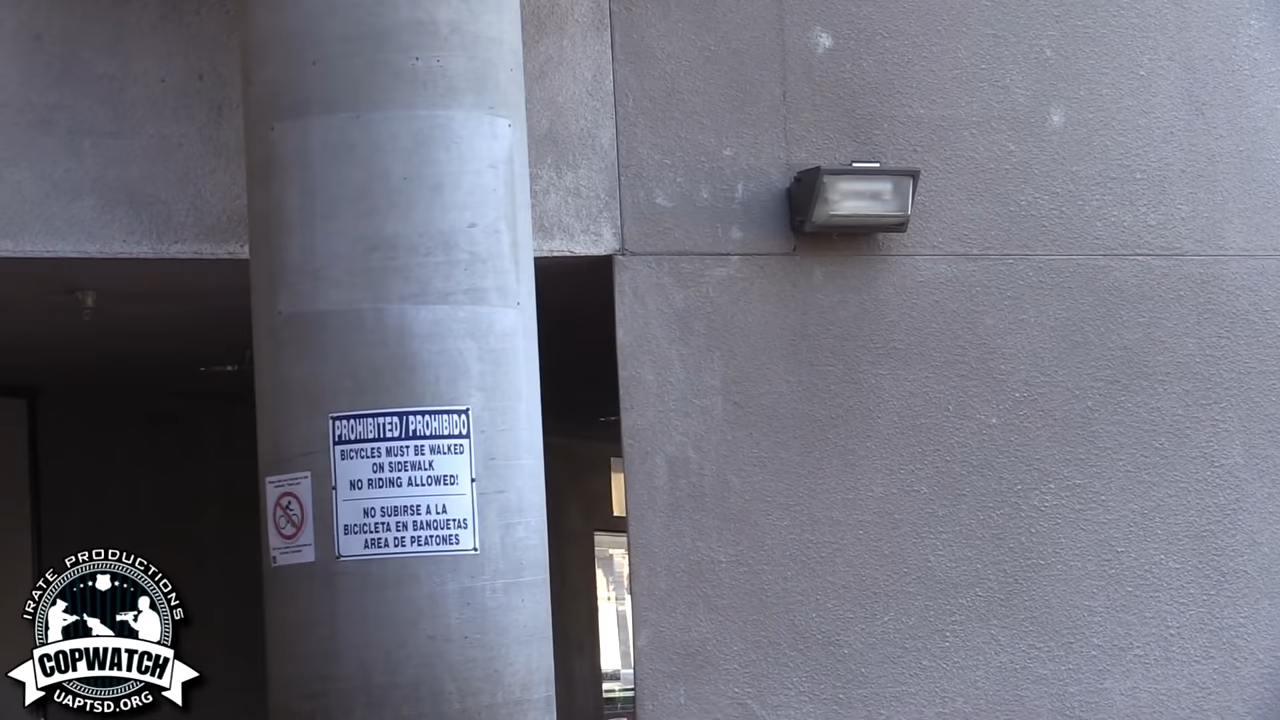 PROHIBITED / PROHIBIDO
BICYCLES MUST BE WALKED
ON SIDEWALK
NO RIDING ALLOWED!
NO SUBIRSE A LA
BICICLETA EN BANQUETAS
AREA DE PEATONES
IRATE PRODUCTIONS
COPWATCH
UAPTSD.ORG